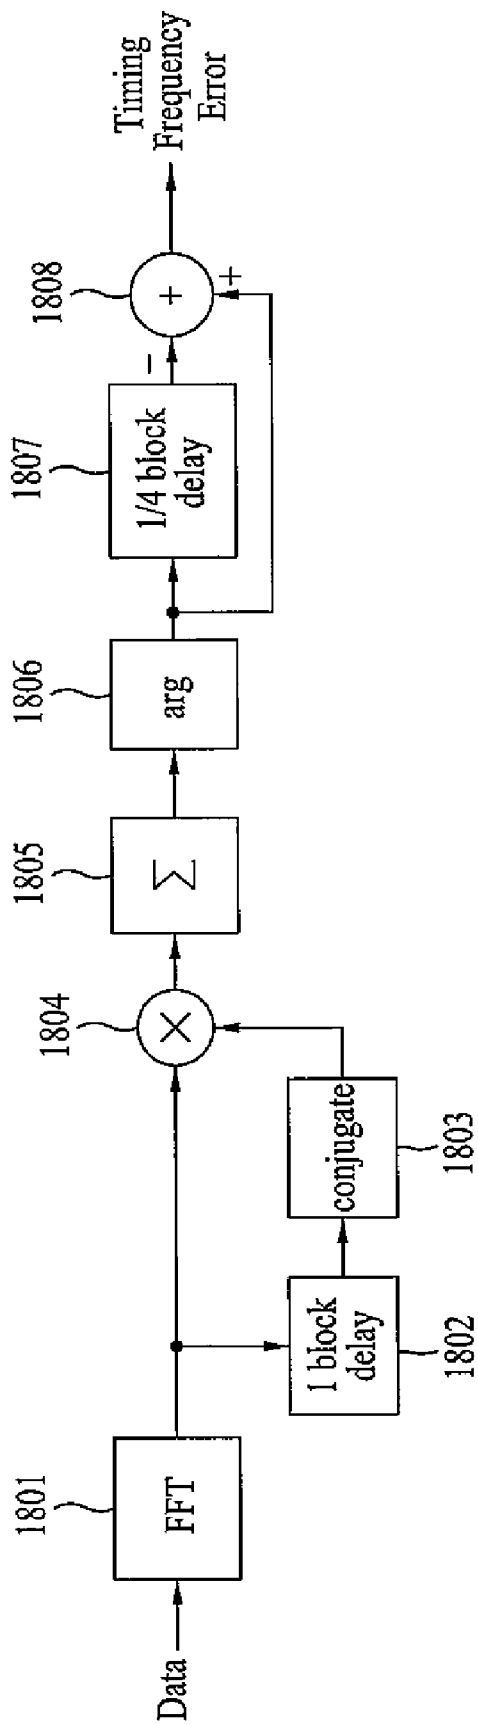 Data
1801
FFT
1802
1 block
delay
1803
conjugate
1804
×
1805
Σ
1806
arg
1807
1/4 block
delay
−
1808
+
+
Timing
Frequency
Error